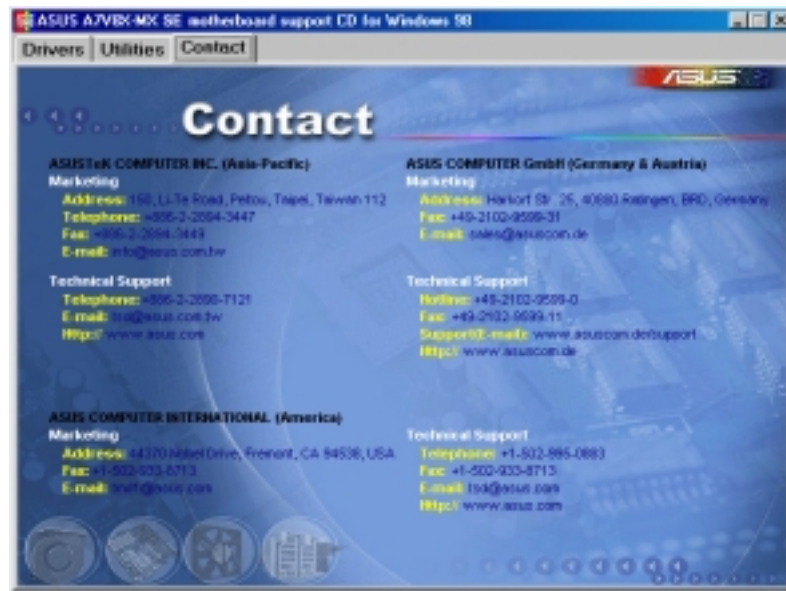 ASUS A7V8X-MX SE motherboard support CD for Windows 98
Drivers Utilities Contact
ASUS
Contact
ASUSTeK COMPUTER INC. (Asia-Pacific)
Marketing
Address: 150, Li-Te Road, Peitou, Taipei, Taiwan 112
Telephone: +886-2-2894-3447
Fax: +886-2-2894-3449
E-mail: info@asus.com.tw
Technical Support
Telephone: +886-2-2890-7121
E-mail: tsd@asus.com.tw
Http:// www.asus.com
ASUS COMPUTER GmbH (Germany & Austria)
Marketing
Address: Harkort Str. 25, 40880 Ratingen, BRD, Germany
Fax: +49-2102-9599-31
E-mail: sales@asuscom.de
Technical Support
Hotline: +49-2102-9599-0
Fax: +49-2102-9599-11
Support(E-mail): www.asuscom.de/support
Http:// www.asuscom.de
ASUS COMPUTER INTERNATIONAL (America)
Marketing
Address: 44370 Nobel Drive, Fremont, CA 94538, USA
Fax: +1-502-933-8713
E-mail:
Technical Support
Telephone: +1-502-995-0883
Fax: +1-502-933-8713
E-mail: tsd@asus.com
Http:// www.asus.com